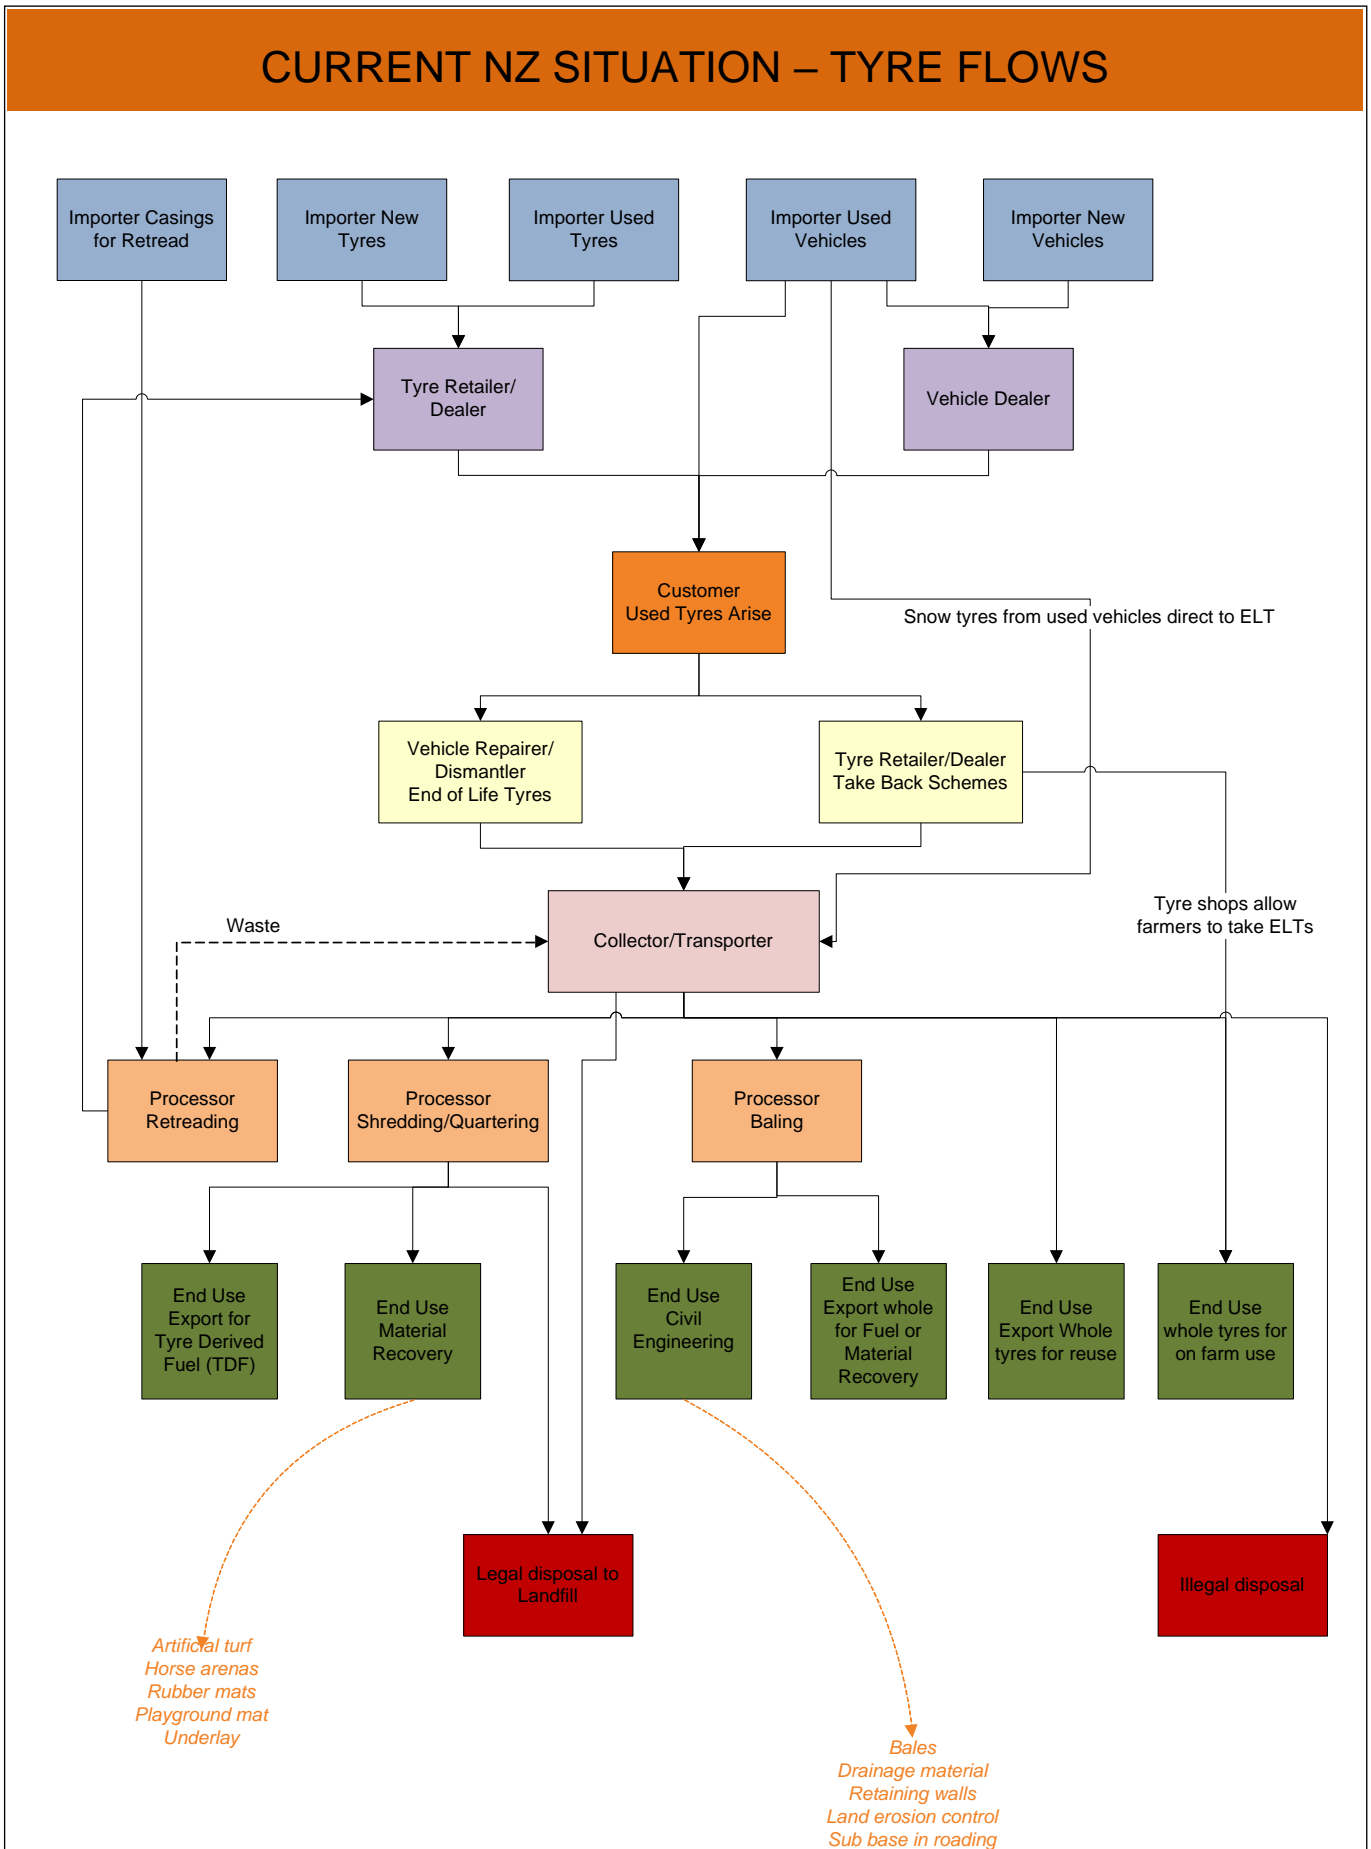 CURRENT NZ SITUATION – TYRE FLOWS
Importer Casings
for Retread
Importer New
Tyres
Importer Used
Tyres
Importer Used
Vehicles
Importer New
Vehicles
Tyre Retailer/
Dealer
Vehicle Dealer
Customer
Used Tyres Arise
Snow tyres from used vehicles direct to ELT
Vehicle Repairer/
Dismantler
End of Life Tyres
Tyre Retailer/Dealer
Take Back Schemes
Tyre shops allow
farmers to take ELTs
Waste
Collector/Transporter
Processor
Retreading
Processor
Shredding/Quartering
Processor
Baling
End Use
Export for
Tyre Derived
Fuel (TDF)
End Use
Material
Recovery
End Use
Civil
Engineering
End Use
Export whole
for Fuel or
Material
Recovery
End Use
Export Whole
tyres for reuse
End Use
whole tyres for
on farm use
Legal disposal to
Landfill
Illegal disposal
Artificial turf
Horse arenas
Rubber mats
Playground mat
Underlay
Bales
Drainage material
Retaining walls
Land erosion control
Sub base in roading